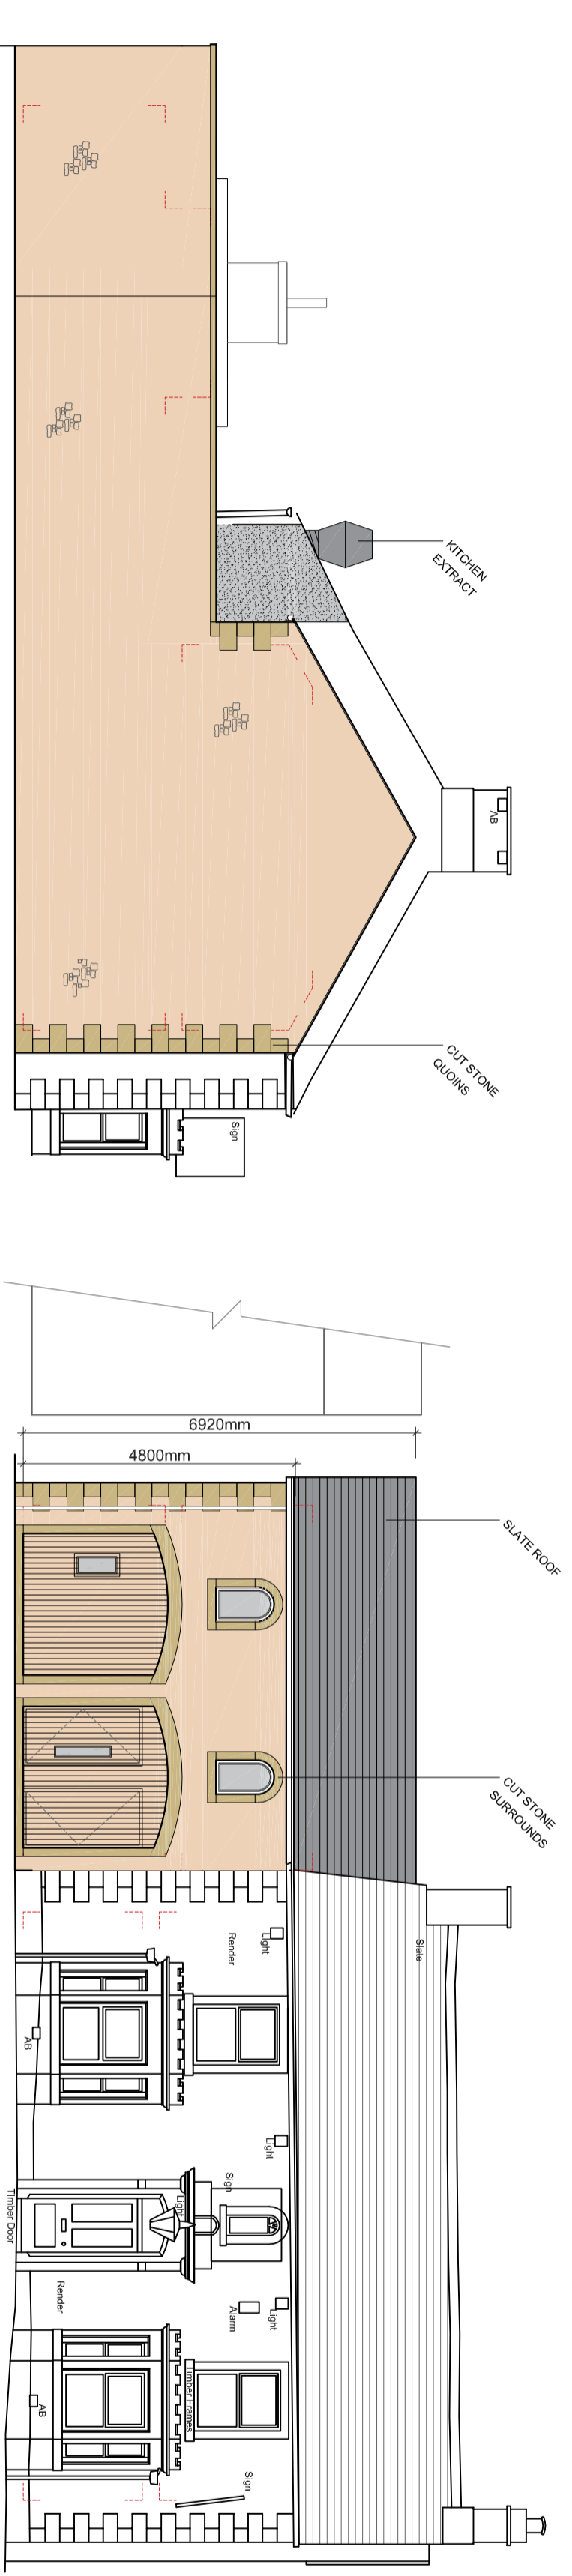 KITCHEN
EXTRACT
AB
CUT STONE
QUOINS
Sign
6920mm
4800mm
SLATE ROOF
CUT STONE
SURROUNDS
Slate
Light
Render
AB
Light
Sign
Light
Timber Door
Render
Light
Alarm
Timber Frames
AB
Sign